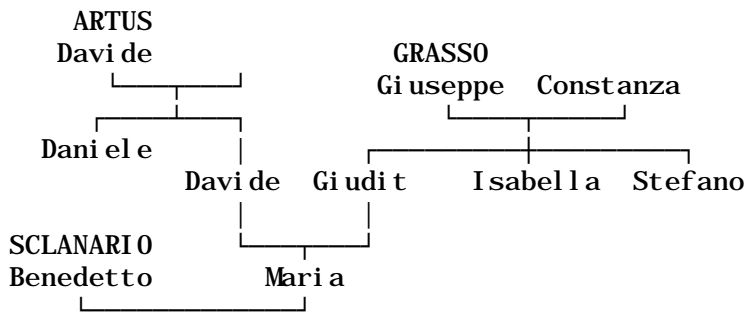 ARTUS
Davide GRASSO
Giuseppe Constanza
Daniele
Davide Giudit Isabella Stefano
SCLANARIO
Benedetto Maria